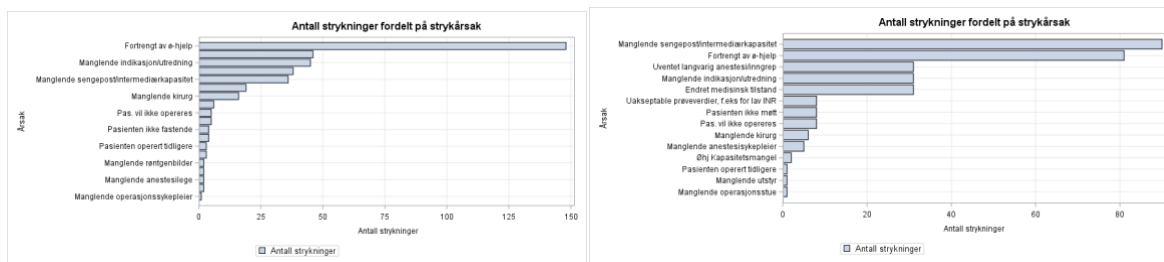 Antall strykninger fordelt på strykårsak
Fortrengt av ø-hjelp
Manglende indikasjon/utredning
Manglende sengepost/intermediærkapasitet
Manglende kirurg
Pas. vil ikke opereres
Pasienten ikke fastende
Pasienten operert tidligere
Manglende røntgenbilder
Manglende anestesilege
Manglende operasjonssykepleier
Årsak
0 25 50 75 100 125 150
Antall strykninger
Antall strykninger
Antall strykninger fordelt på strykårsak
Manglende sengepost/intermediærkapasitet
Fortrengt av ø-hjelp
Uventet langvarig anestesi/inngrep
Manglende indikasjon/utredning
Endret medisinsk tilstand
Uakseptable prøveverdier, f.eks for lav INR
Pasienten ikke møtt
Pas. vil ikke opereres
Manglende kirurg
Manglende anestesisykepleier
Øhj Kapasitetsmangel
Pasienten operert tidligere
Manglende utstyr
Manglende operasjonsstue
Årsak
0 20 40 60 80
Antall strykninger
Antall strykninger